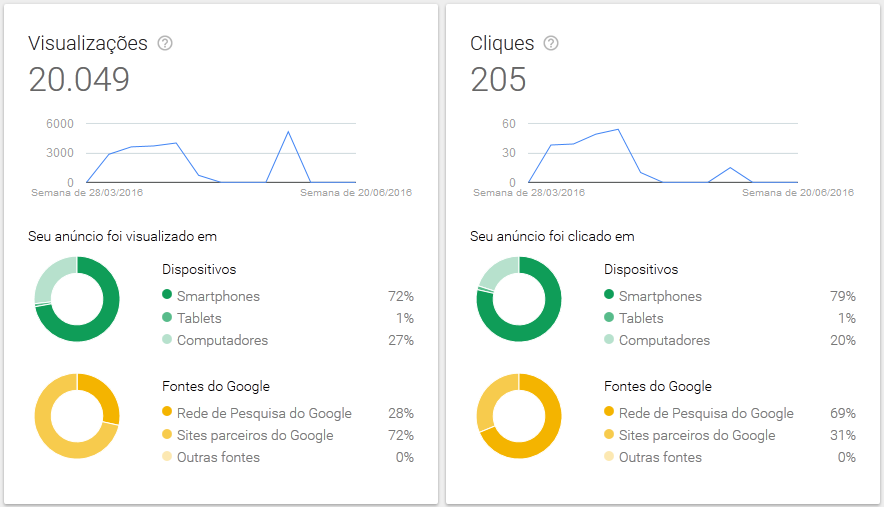 Visualizações ?
20.049
6000
3000
0
Semana de 28/03/2016 Semana de 20/06/2016
Seu anúncio foi visualizado em
Dispositivos
Smartphones 72%
Tablets 1%
Computadores 27%
Fontes do Google
Rede de Pesquisa do Google 28%
Sites parceiros do Google 72%
Outras fontes 0%
Cliques ?
205
60
30
0
Semana de 28/03/2016 Semana de 20/06/2016
Seu anúncio foi clicado em
Dispositivos
Smartphones 79%
Tablets 1%
Computadores 20%
Fontes do Google
Rede de Pesquisa do Google 69%
Sites parceiros do Google 31%
Outras fontes 0%